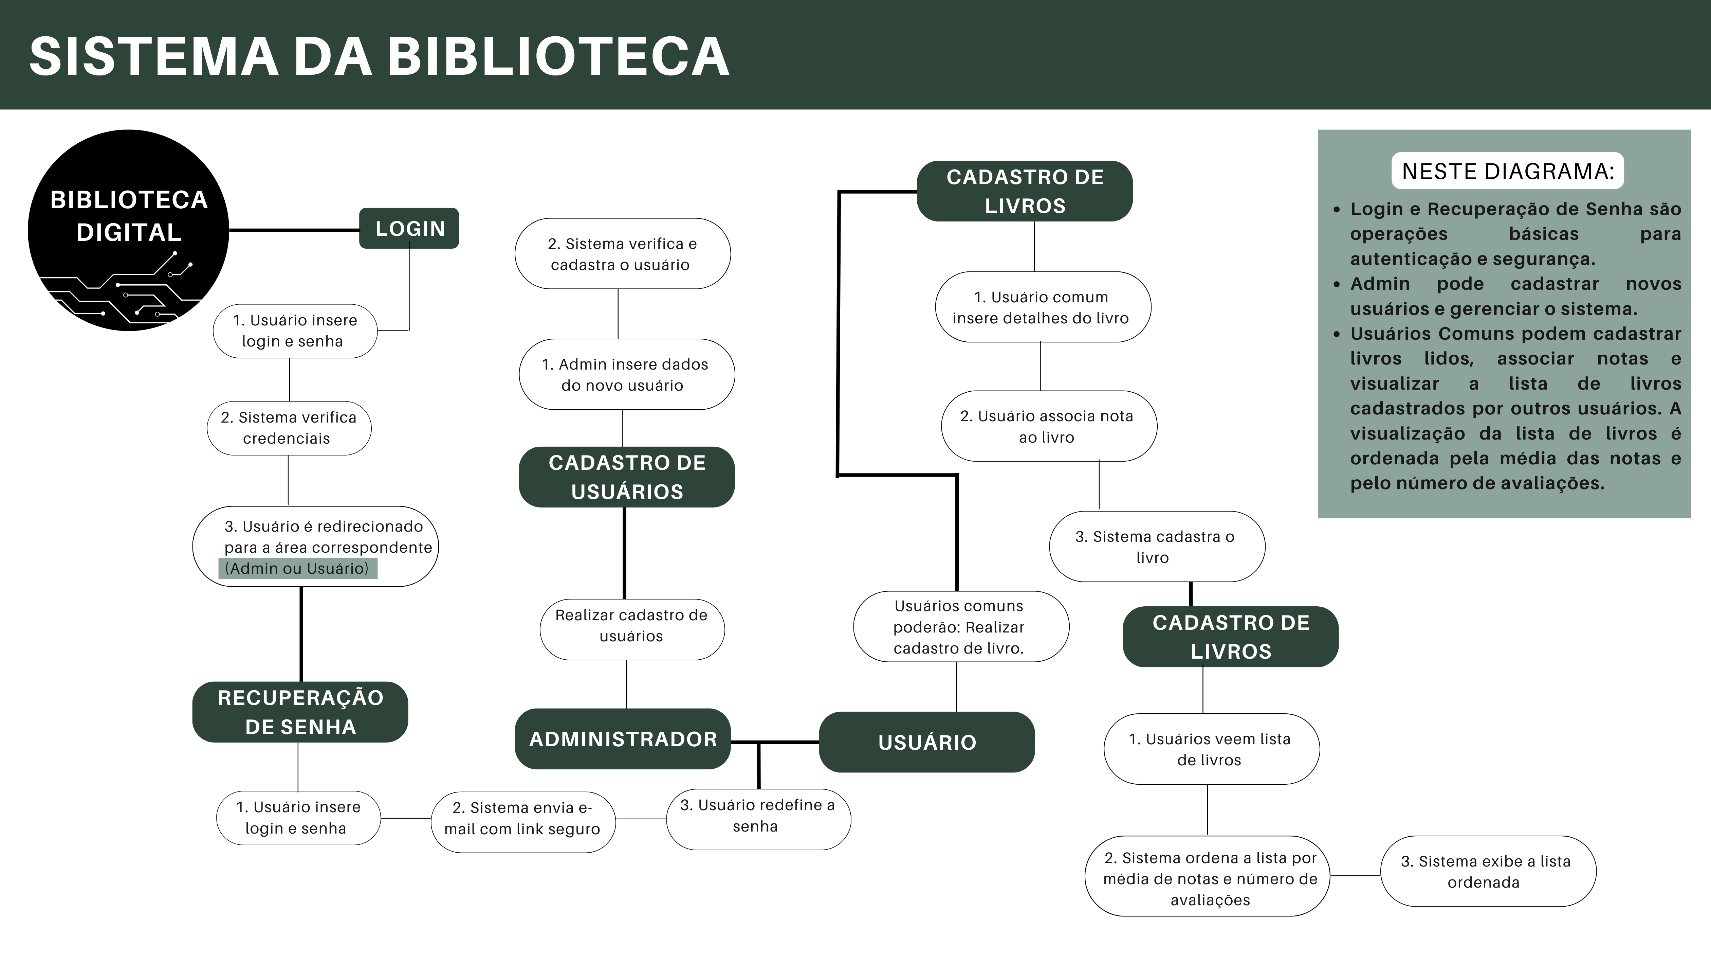 SISTEMA DA BIBLIOTECA
BIBLIOTECA
DIGITAL
LOGIN
1. Usuário insere
login e senha
2. Sistema verifica
credenciais
3. Usuário é redirecionado
para a área correspondente
(Admin ou Usuário)
RECUPERAÇÃO
DE SENHA
1. Usuário insere
login e senha
2. Sistema envia e-
mail com link seguro
3. Usuário redefine a
senha
2. Sistema verifica e
cadastra o usuário
1. Admin insere dados
do novo usuário
CADASTRO DE
USUÁRIOS
Realizar cadastro de
usuários
ADMINISTRADOR
USUÁRIO
Usuários comuns
poderão: Realizar
cadastro de livro.
CADASTRO DE
LIVROS
1. Usuário comum
insere detalhes do livro
2. Usuário associa nota
ao livro
3. Sistema cadastra o
livro
CADASTRO DE
LIVROS
1. Usuários veem lista
de livros
2. Sistema ordena a lista por
média de notas e número de
avaliações
3. Sistema exibe a lista
ordenada
NESTE DIAGRAMA:
• Login e Recuperação de Senha são
operações básicas para
autenticação e segurança.
• Admin pode cadastrar novos
usuários e gerenciar o sistema.
• Usuários Comuns podem cadastrar
livros lidos, associar notas e
visualizar a lista de livros
cadastrados por outros usuários. A
visualização da lista de livros é
ordenada pela média das notas e
pelo número de avaliações.